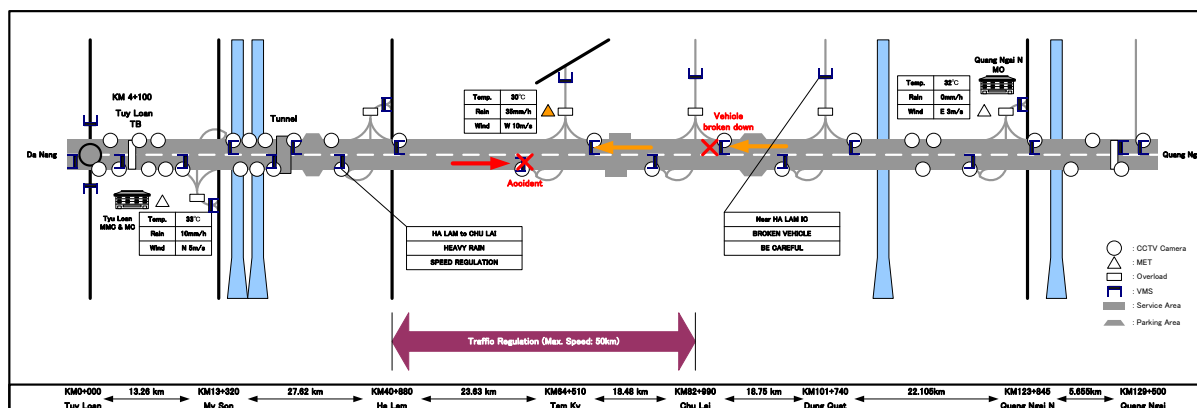 KM 4+100
Tuy Loan
TB
Tunnel
Temp. 30℃
Rain 35mm/h
Wind W 10m/s
Vehicle
broken down
Temp. 32℃
Rain 0mm/h
Wind E 3m/s
Quang Ngai N
MO
Da Nang
Quang Ngai
Accident
Tyu Loan
MMC & MO
Temp. 33℃
Rain 10mm/h
Wind N 5m/s
HA LAM to CHU LAI
HEAVY RAIN
SPEED REGULATION
Near HA LAM IC
BROKEN VEHICLE
BE CAREFUL
: CCTV Camera
: MET
: Overload
: VMS
: Service Area
: Parking Area
Traffic Regulation (Max. Speed: 50km)
KM0+000 13.26 km KM13+320 27.62 km KM40+880 23.63 km KM64+510 18.48 km KM82+990 18.75 km KM101+740 22.105km KM123+845 5.655km KM129+500
Tuy Loan My Son Ha Lam Tam Ky Chu Lai Dung Quat Quang Ngai N Quang Ngai